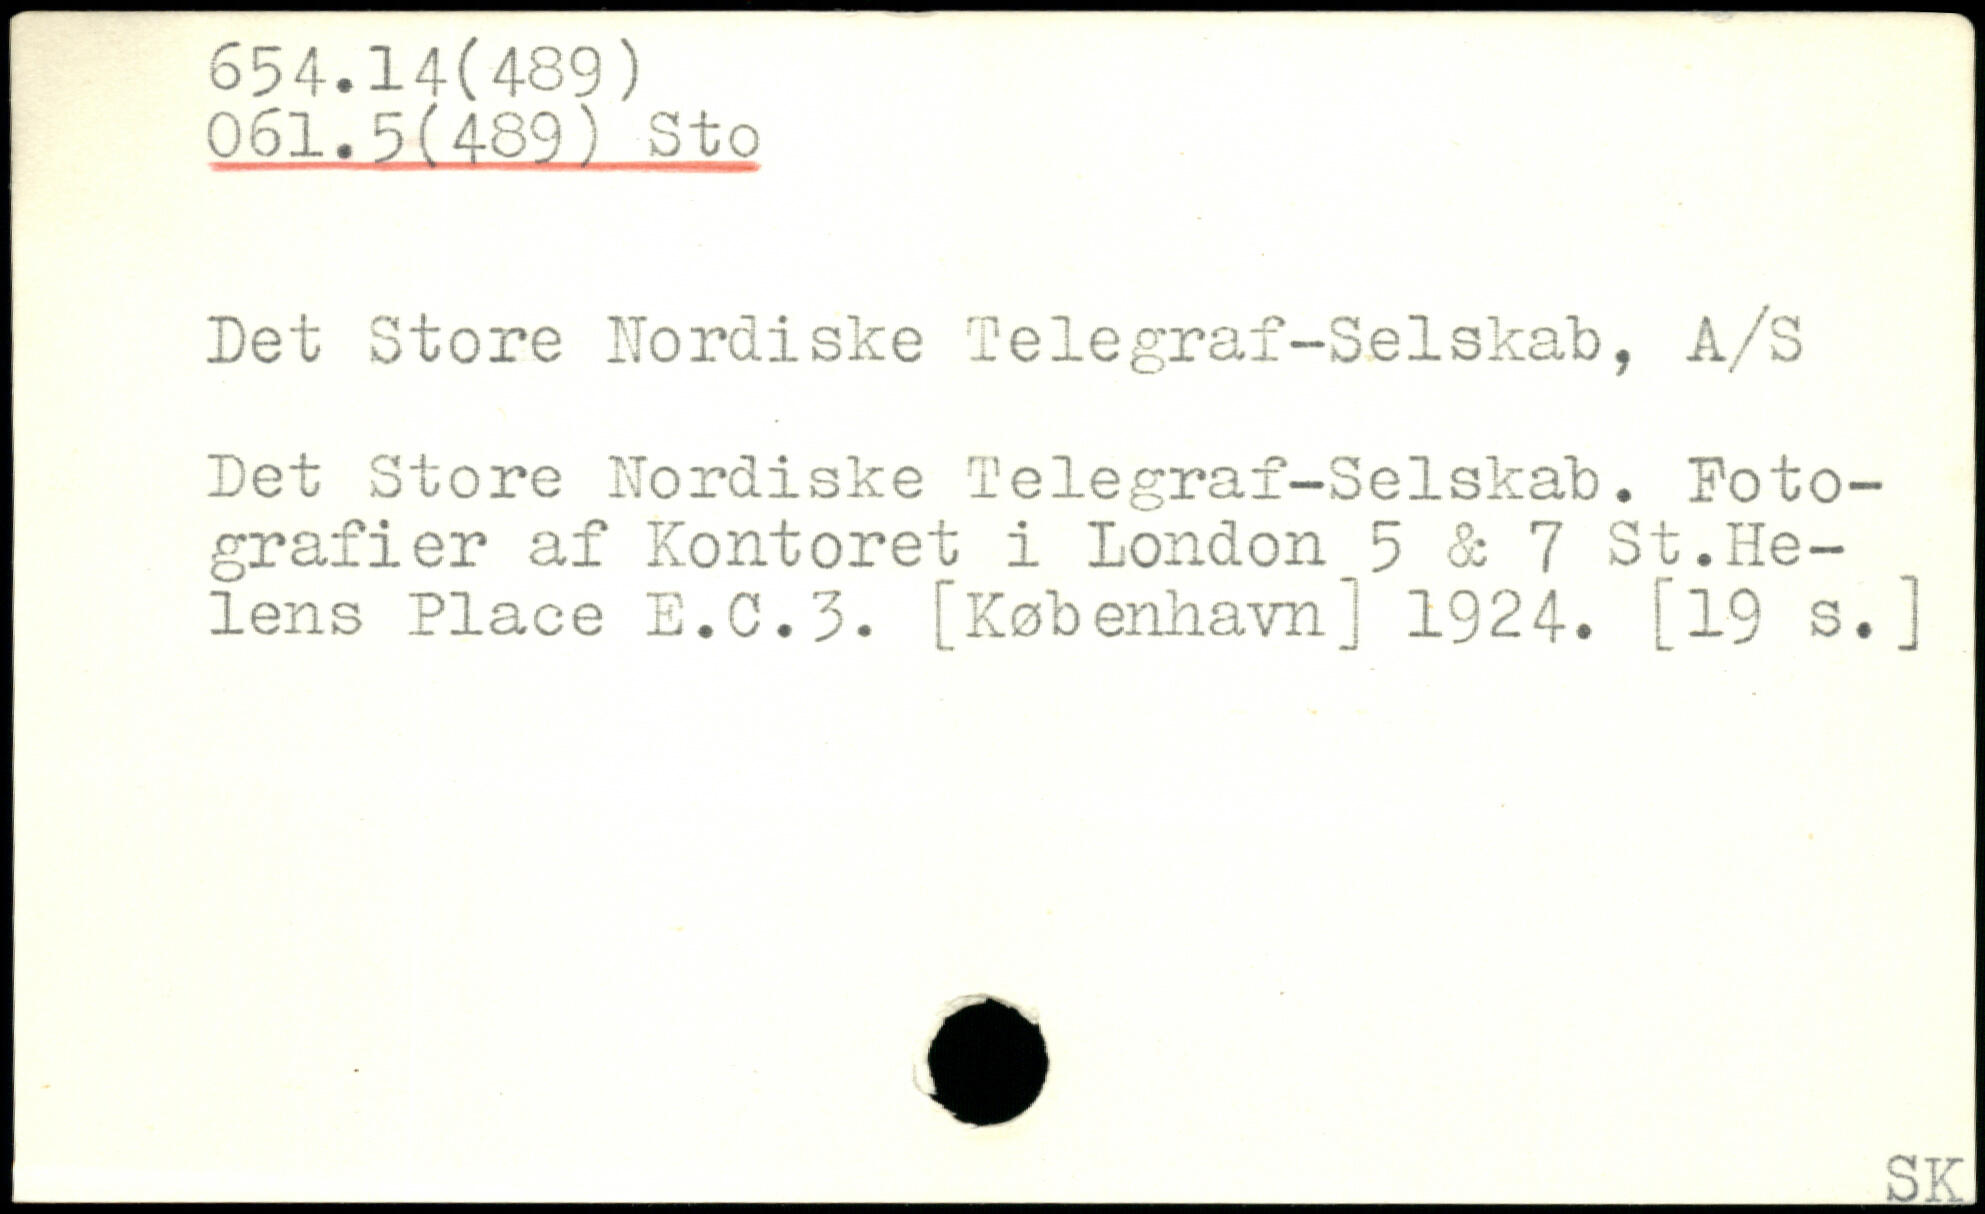 654.14(489)
061.5(489) Sto
Det Store Nordiske Telegraf-Selskab, A/S
Det Store Nordiske Telegraf-Selskab. Foto-
grafier af Kontoret i London 5 & 7 St.He-
lens Place E.C.3. [København] 1924. [19 s.]
SK